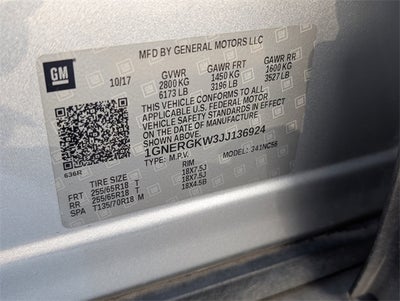 GM
MFD BY GENERAL MOTORS LLC
10/17 GVWR GAWR FRT GAWR RR
2800 KG 1450 KG 1600 KG
6173 LB 3196 LB 3527 LB
THIS VEHICLE CONFORMS TO ALL
APPLICABLE U.S. FEDERAL MOTOR
VEHICLE SAFETY STANDARDS IN
EFFECT ON THE DATE OF MANUFACTURE
SHOWN ABOVE.
1GNERGKW3JJ136924
TYPE: M.P.V. MODEL: 341NC56
636R
TIRE SIZE RIM
FRT 255/65R18 T 18X7.5J
RR 255/65R18 T 18X7.5J
SPA T135/70R18 M 18X4.5B